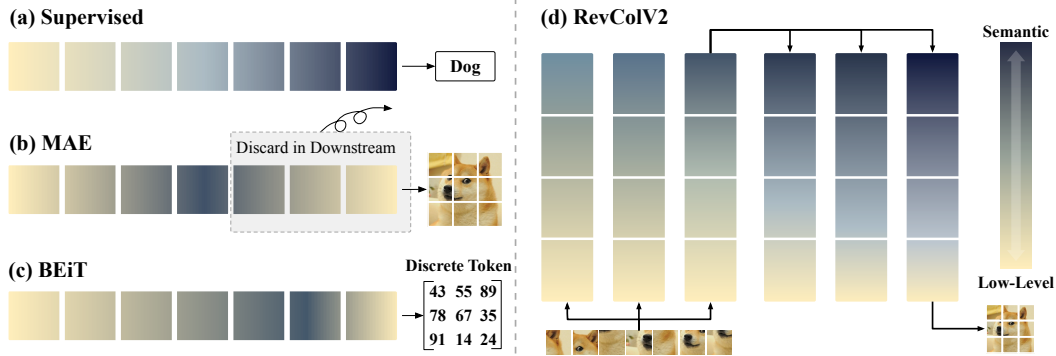 (a) Supervised
Dog
(b) MAE
Discard in Downstream
(c) BEiT
Discrete Token
43 55 89
78 67 35
91 14 24
(d) RevColV2
Semantic
Low-Level